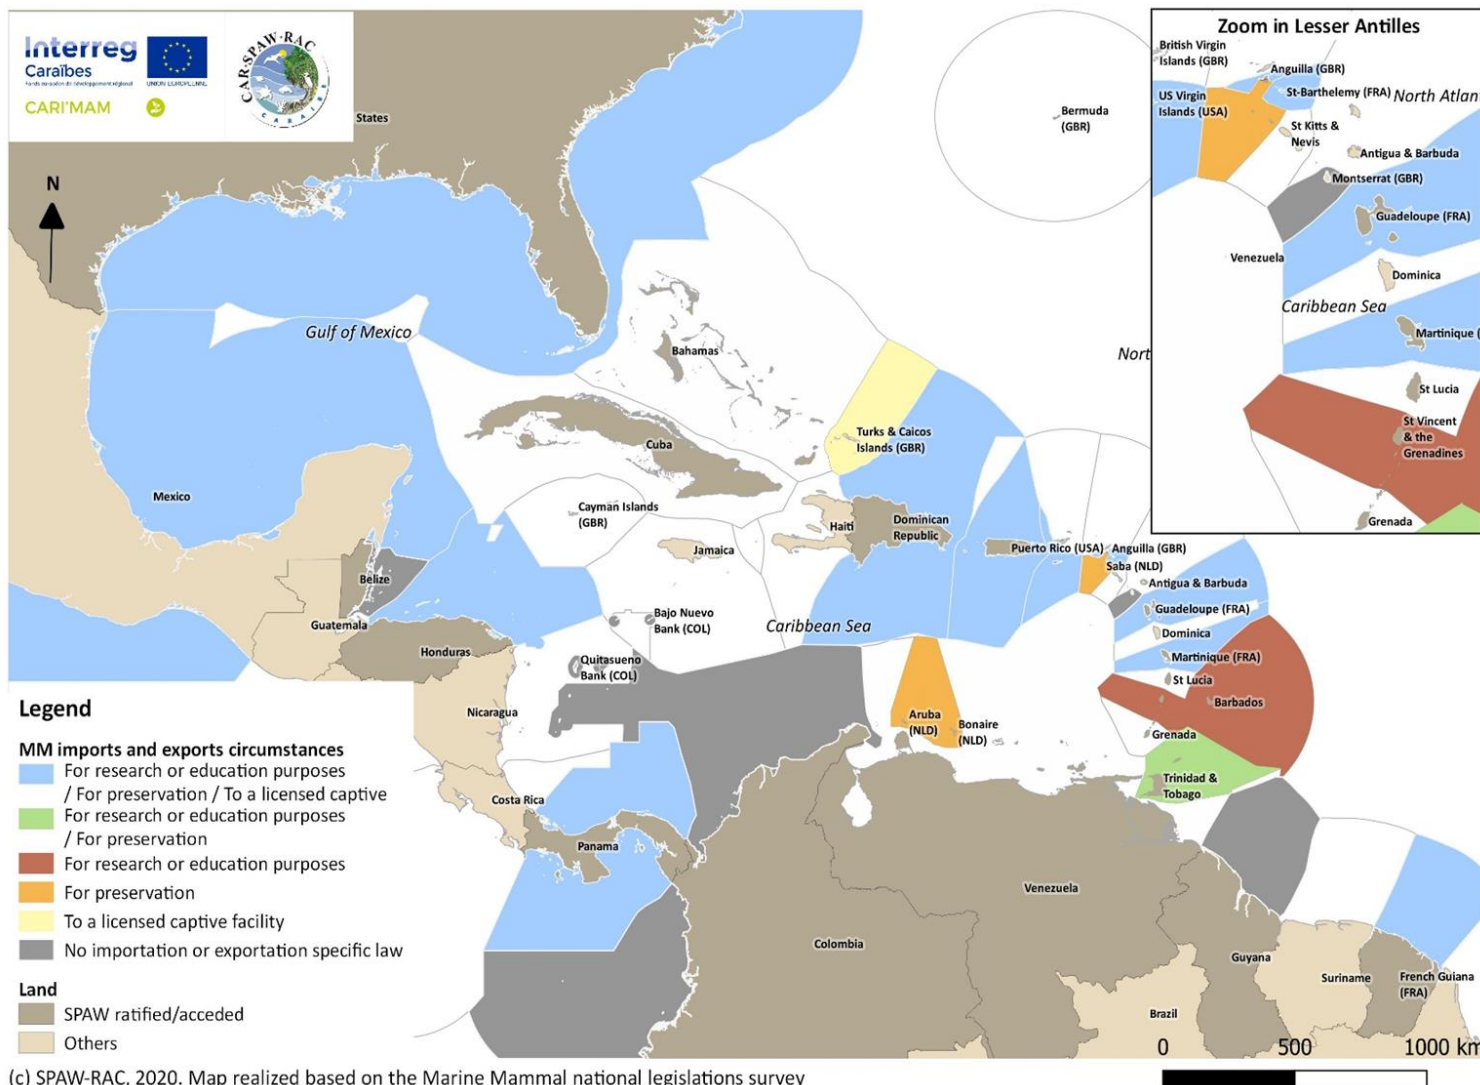 Interreg
Caraïbes
Fonds européen de développement régional
UNION EUROPÉENNE
CARI'MAM
CAR-SPAW-RAC
CARAIBE
States
N
Gulf of Mexico
Bermuda
(GBR)
Bahamas
Nort
Cuba
Turks & Caicos
Islands (GBR)
Mexico
Cayman Islands
(GBR)
Haiti
Dominican
Republic
Jamaica
Puerto Rico (USA)
Anguilla (GBR)
Saba (NLD)
Antigua & Barbuda
Belize
Guatemala
Bajo Nuevo
Bank (COL)
Caribbean Sea
Guadeloupe (FRA)
Dominica
Honduras
Quitasueno
Bank (COL)
Martinique (FRA)
St Lucia
Barbados
Nicaragua
Aruba
(NLD)
Bonaire
(NLD)
Grenada
Trinidad &
Tobago
Costa Rica
Panama
Venezuela
Colombia
Guyana
Suriname
French Guiana
(FRA)
Brazil
Zoom in Lesser Antilles
British Virgin
Islands (GBR)
Anguilla (GBR)
US Virgin
Islands (USA)
St-Barthelemy (FRA)
North Atlan
St Kitts &
Nevis
Antigua & Barbuda
Montserrat (GBR)
Guadeloupe (FRA)
Venezuela
Dominica
Caribbean Sea
Martinique (
St Lucia
St Vincent
& the
Grenadines
Grenada
Legend
MM imports and exports circumstances
For research or education purposes
/ For preservation / To a licensed captive
For research or education purposes
/ For preservation
For research or education purposes
For preservation
To a licensed captive facility
No importation or exportation specific law
Land
SPAW ratified/acceded
Others
0 500 1000 km
(c) SPAW-RAC, 2020. Map realized based on the Marine Mammal national legislations survey